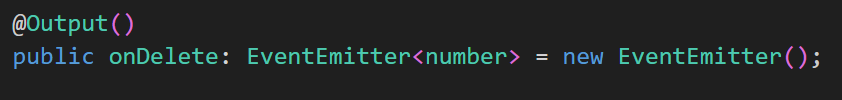 @Output()
public onDelete: EventEmitter<number> = new EventEmitter();